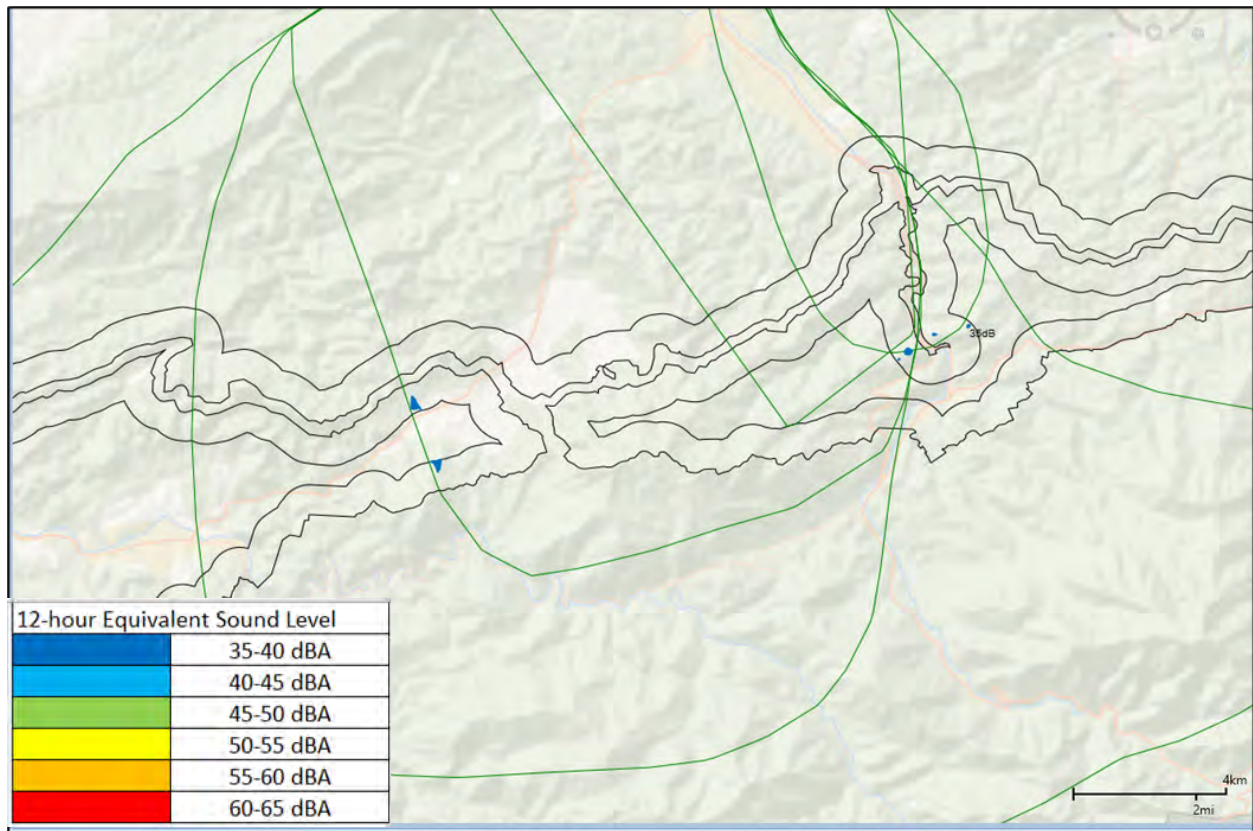 35dB
12-hour Equivalent Sound Level
35-40 dBA
40-45 dBA
45-50 dBA
50-55 dBA
55-60 dBA
60-65 dBA
4km
2mi